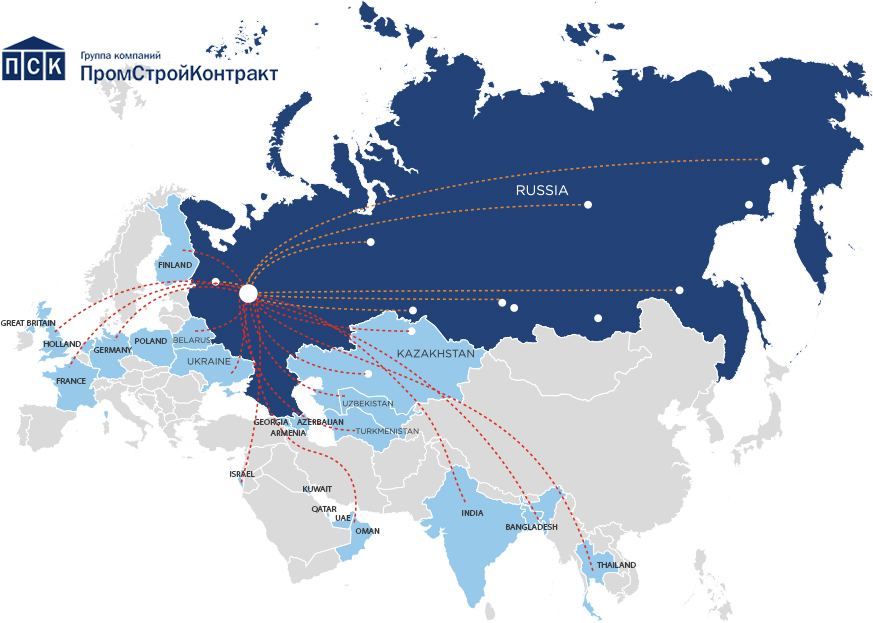 ПСК
Группа компаний
ПромСтройКонтракт
RUSSIA
FINLAND
GREAT BRITAIN
HOLLAND
GERMANY
POLAND
BELARUS
UKRAINE
KAZAKHSTAN
FRANCE
UZBEKISTAN
GEORGIA
AZERBAIJAN
ARMENIA
TURKMENISTAN
ISRAEL
KUWAIT
QATAR
UAE
OMAN
INDIA
BANGLADESH
THAILAND